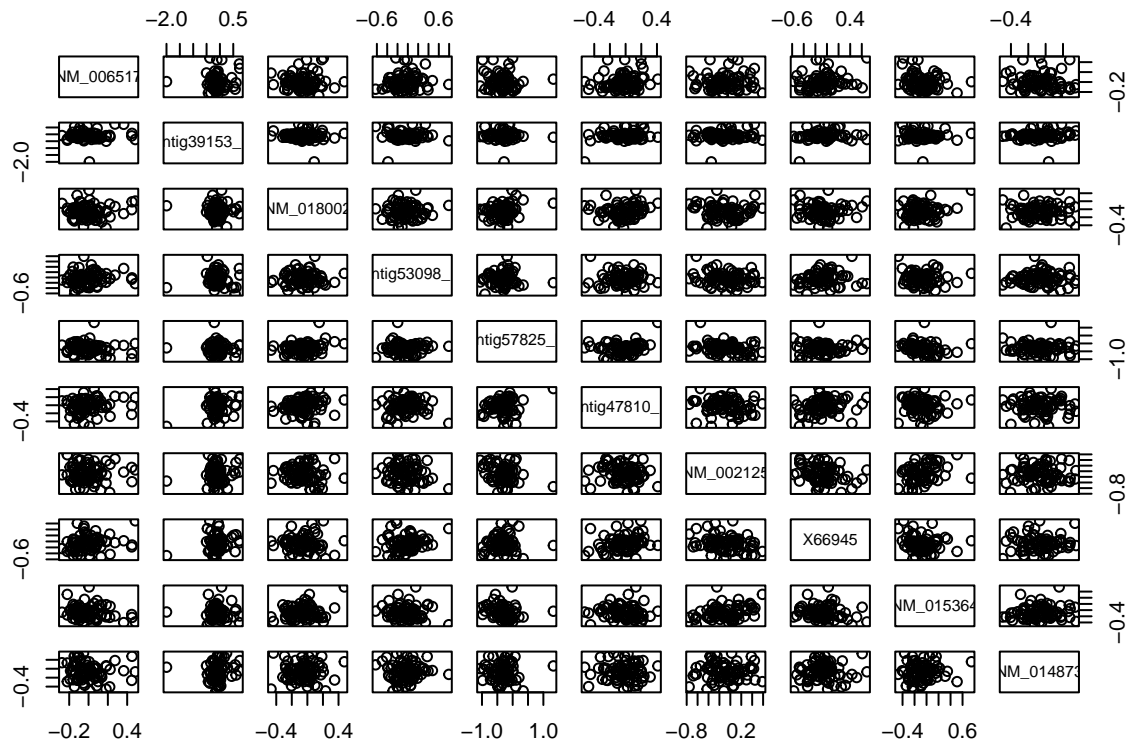 −2.0 0.5 −0.6 0.6 −0.4 0.4 −0.6 0.4 −0.4
NM_006517 −0.2
−2.0 ntig39153_
NM_018002 −0.4
−0.6 ntig53098_
ntig57825_ −1.0
−0.4 ntig47810_
NM_002125 −0.8
−0.6 X66945
NM_015364 −0.4
−0.4 NM_014873
−0.2 0.4 −0.4 0.4 −1.0 1.0 −0.8 0.2 −0.4 0.6